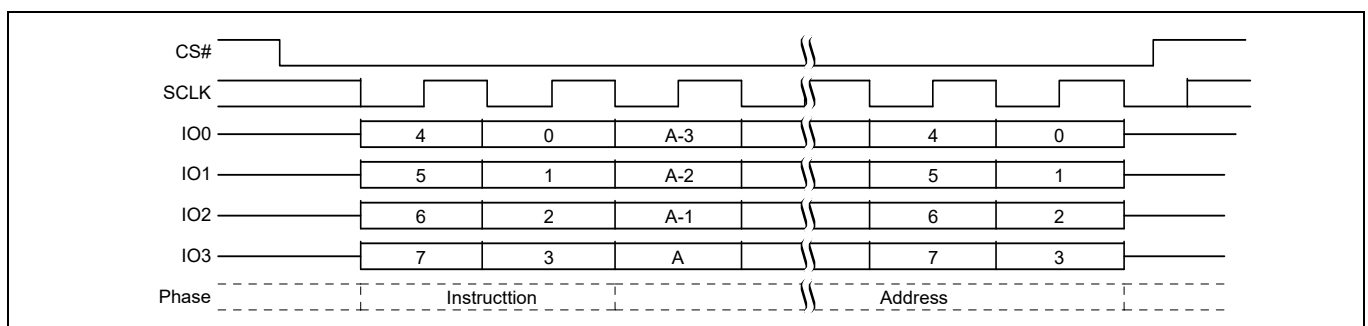 CS#
SCLK
IO0 4 0 A-3 4 0
IO1 5 1 A-2 5 1
IO2 6 2 A-1 6 2
IO3 7 3 A 7 3
Phase Instructtion Address